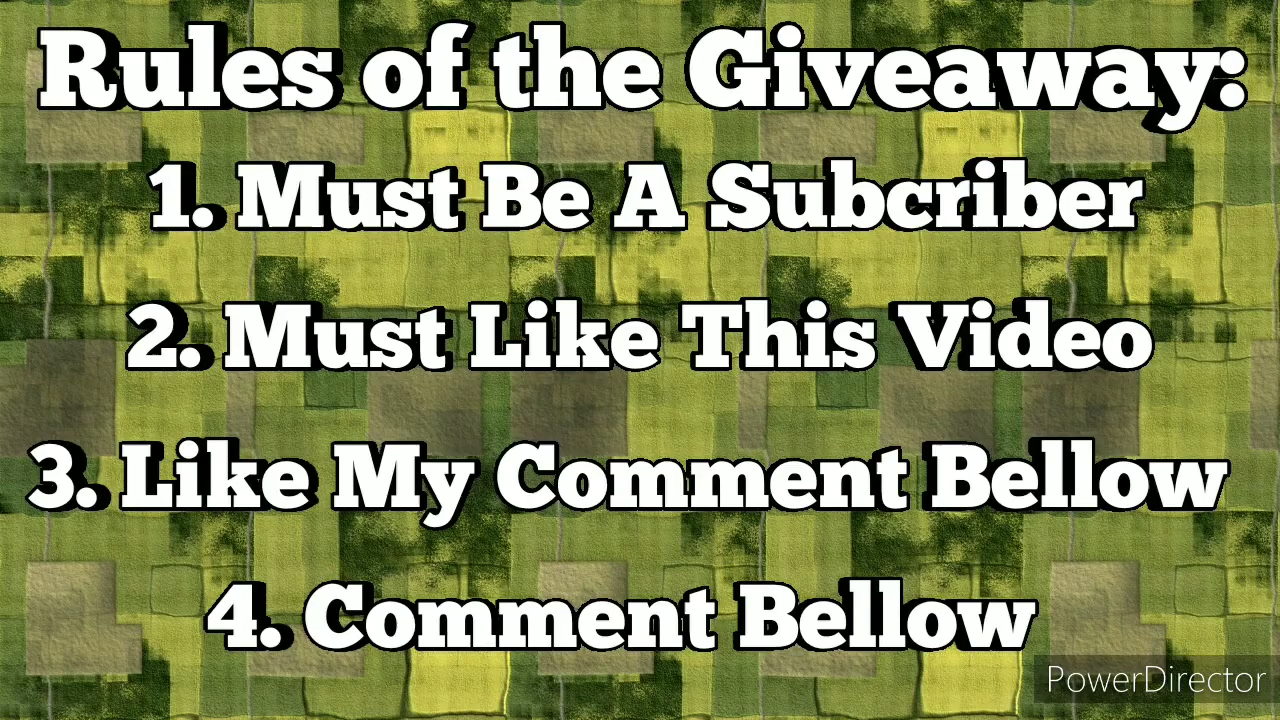 Rules of the Giveaway:
1. Must Be A Subcriber
2. Must Like This Video
3. Like My Comment Bellow
4. Comment Bellow
PowerDirector